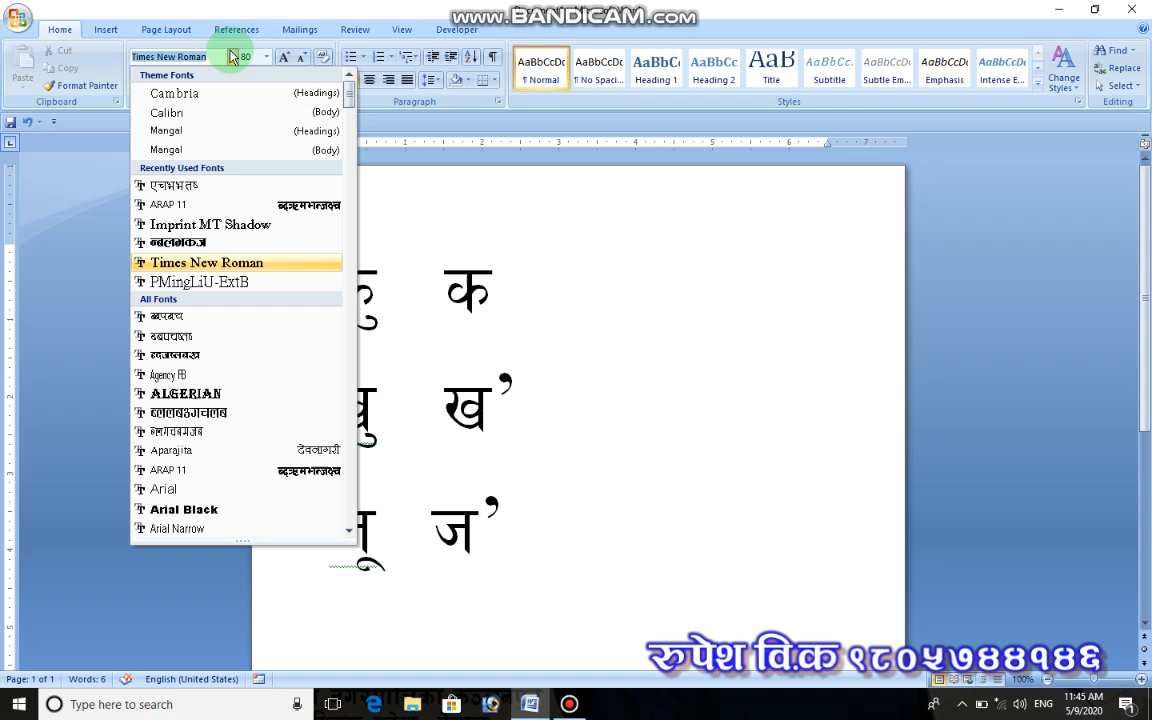 www.BANDICAM.com
Home Insert Page Layout References Mailings Review View Developer
Cut
Copy
Format Painter
Paste
Clipboard
Times New Roman 80
Paragraph
AaBbCcDc AaBbCcDc AaBbC AaBbCc AaB AaBbCc. AaBbCc. AaBbCcDc AaBbCcDc
¶ Normal ¶ No Spaci... Heading 1 Heading 2 Title Subtitle Subtle Em... Emphasis Intense E...
Change Styles
Styles
Find
Replace
Select
Editing
Theme Fonts
Cambria (Headings)
Calibri (Body)
Mangal (Headings)
Mangal (Body)
Recently Used Fonts
ARAP 11
Imprint MT Shadow
Times New Roman
PMingLiU-ExtB
All Fonts
Agency FB
ALGERIAN
Aparajita देवनागरी
ARAP 11
Arial
Arial Black
Arial Narrow
क
ख’
ज’
रुपेश वि.क ९८०५७४४१४६
Page: 1 of 1 Words: 6 English (United States) 100%
Type here to search
ENG
11:45 AM
5/9/2020